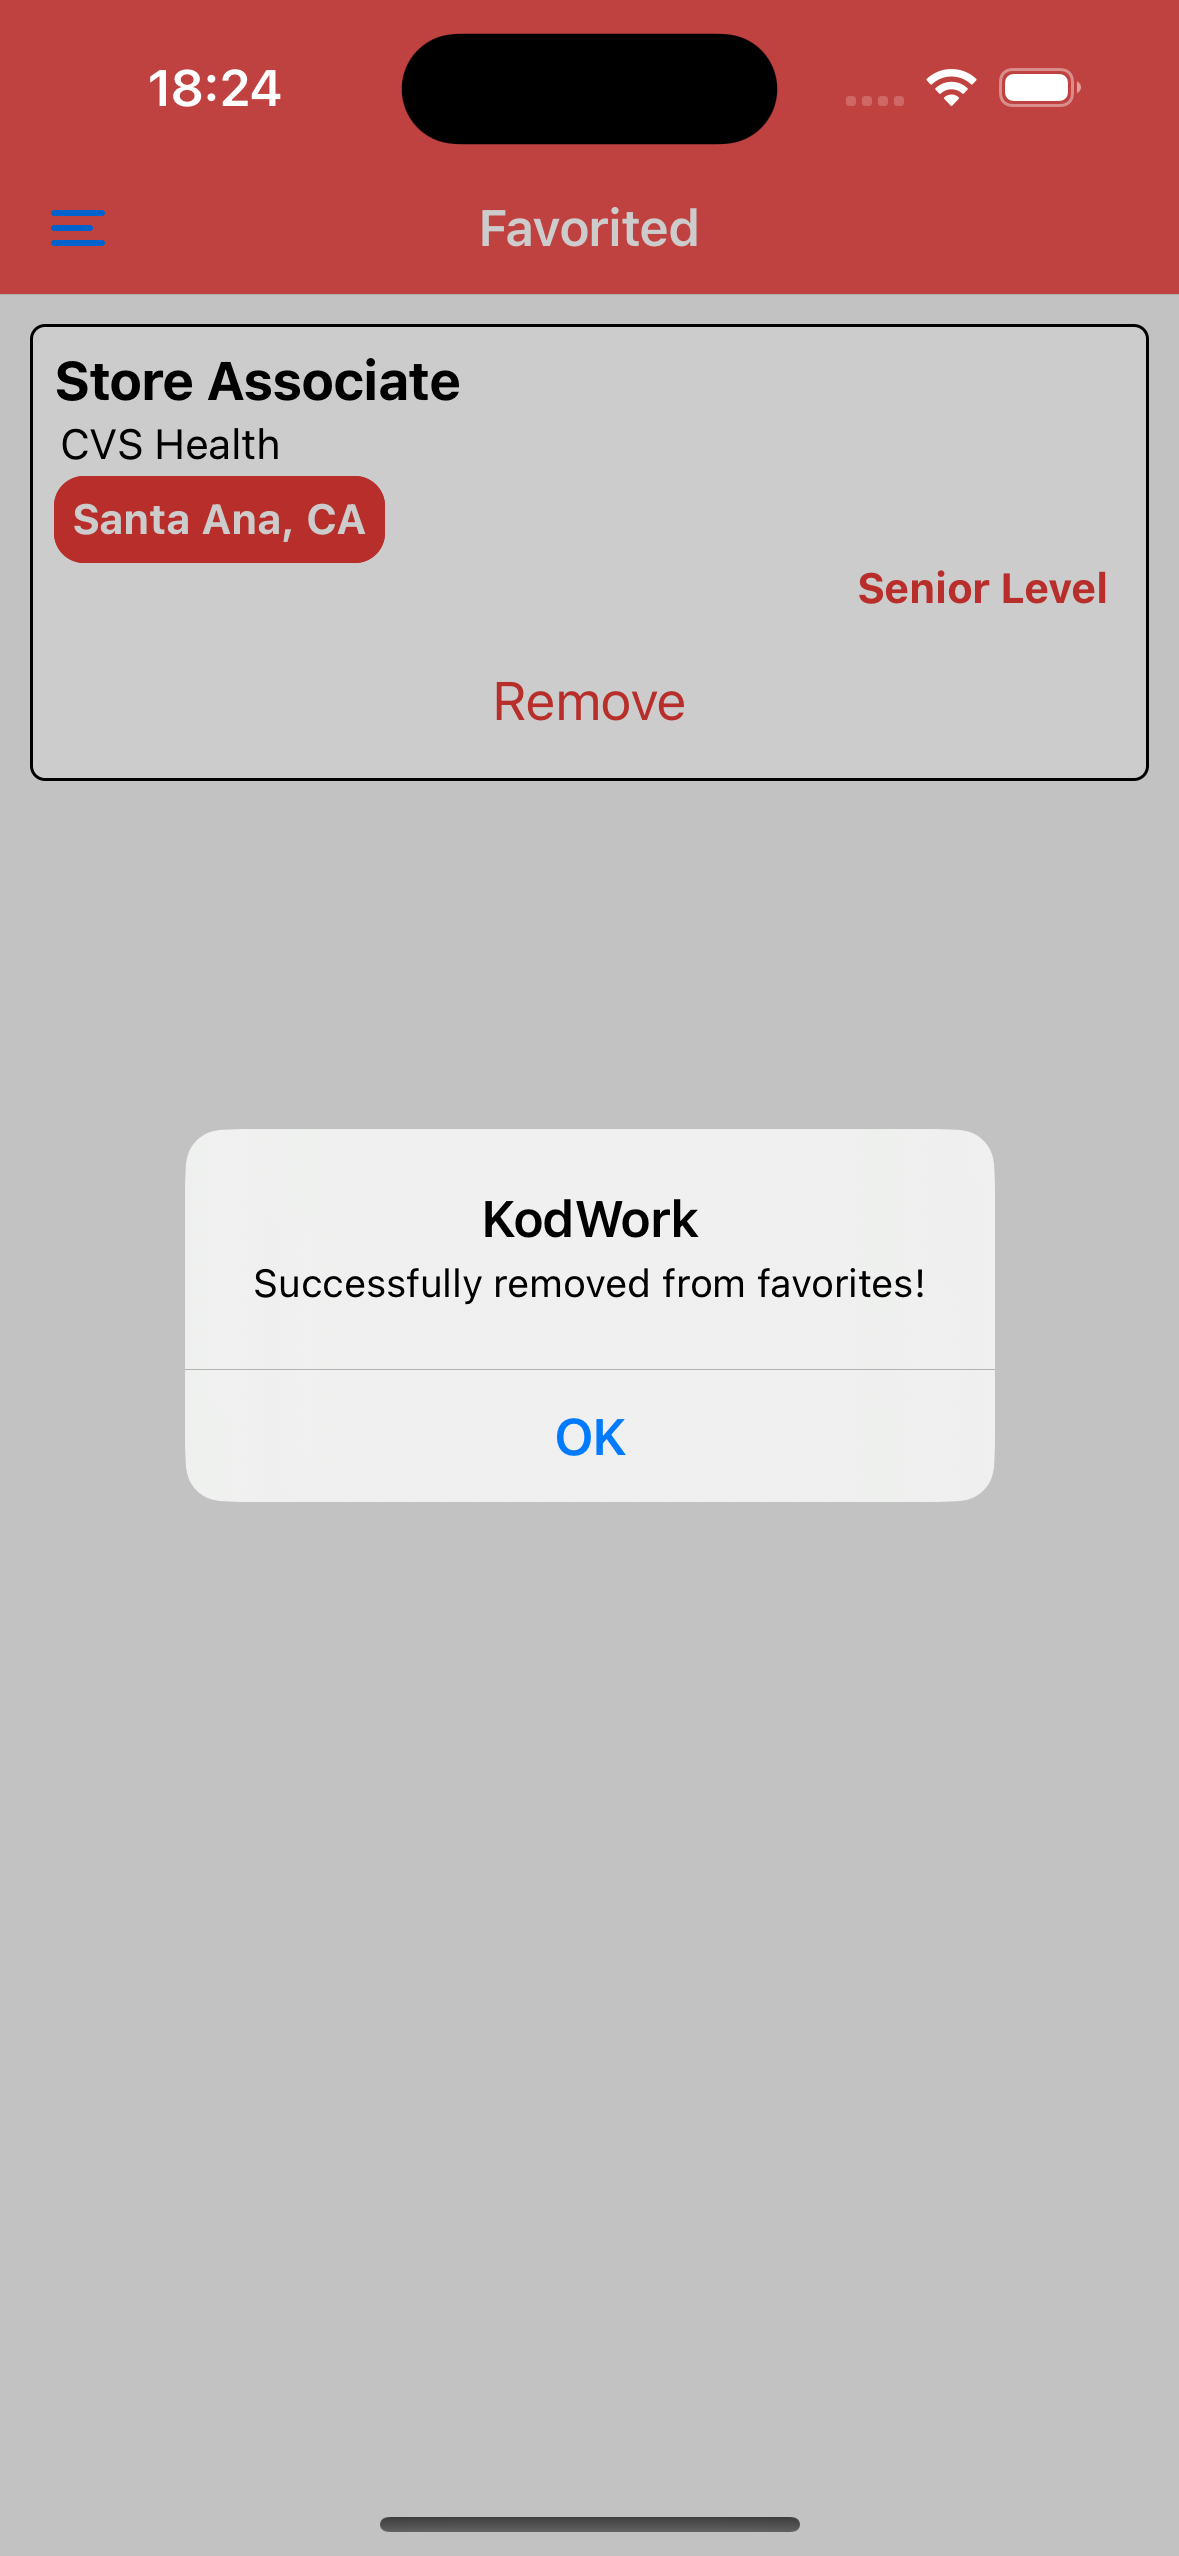 18:24
Favorited
Store Associate
CVS Health
Santa Ana, CA
Senior Level
Remove
KodWork
Successfully removed from favorites!
OK